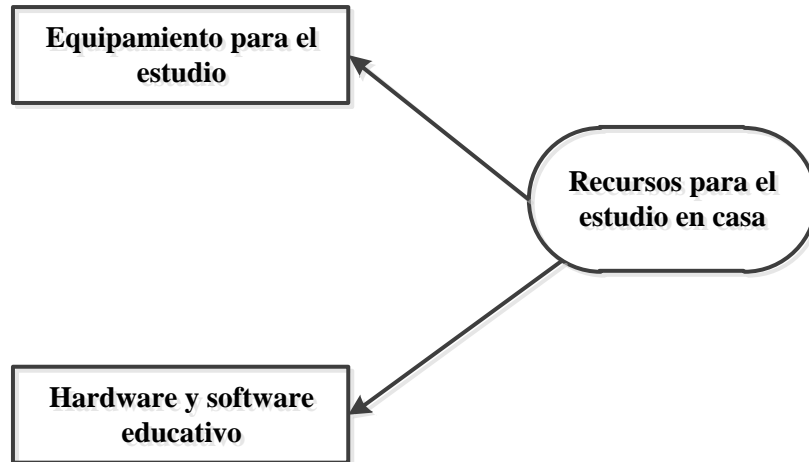 Equipamiento para el
estudio
Recursos para el
estudio en casa
Hardware y software
educativo